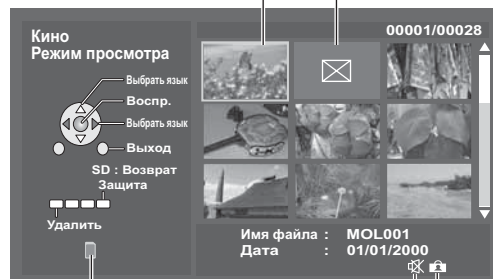 Кино
Режим просмотра
Выбрать язык
Воспр.
Выбрать язык
Выход
SD : Возврат
Защита
Удалить
00001/00028
Имя файла : MOL001
Дата : 01/01/2000